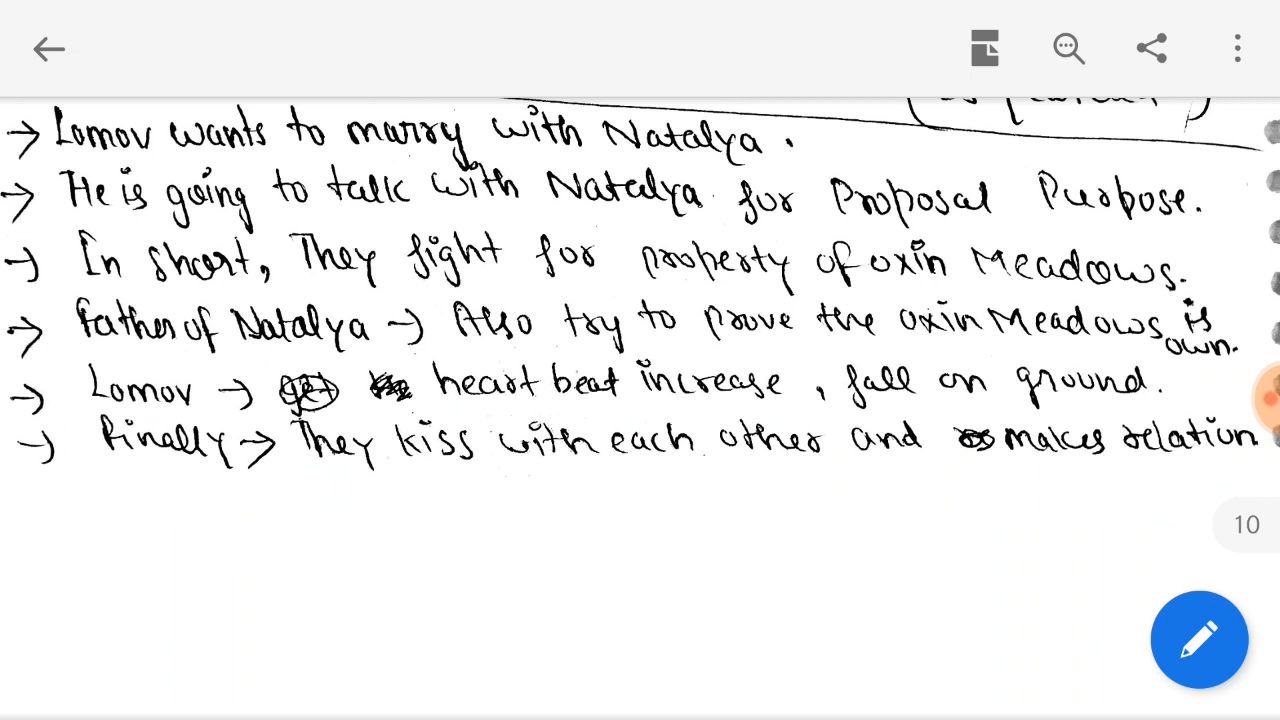 → Lomov wants to marry with Natalya.
→ He is going to talk with Natalya for Proposal Purpose.
→ In short, They fight for property of oxin Meadows.
→ father of Natalya → Also try to prove the oxin Meadows is own.
→ Lomov → heart beat increase, fall on ground.
→ Finally → They kiss with each other and makes relation
10